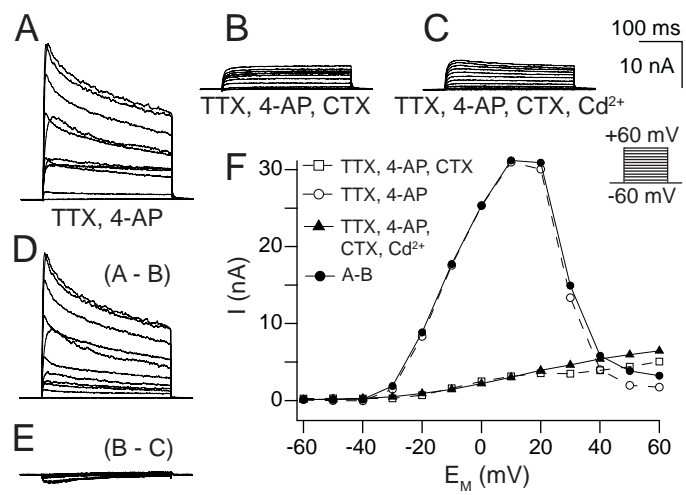 A
B
C
100 ms
10 nA
TTX, 4-AP, CTX
TTX, 4-AP, CTX, Cd2+
TTX, 4-AP
+60 mV
-60 mV
D
(A - B)
E
(B - C)
F
TTX, 4-AP, CTX
TTX, 4-AP
TTX, 4-AP,
CTX, Cd2+
A-B
I (nA)
30
20
10
0
-60 -40 -20 0 20 40 60
EM (mV)